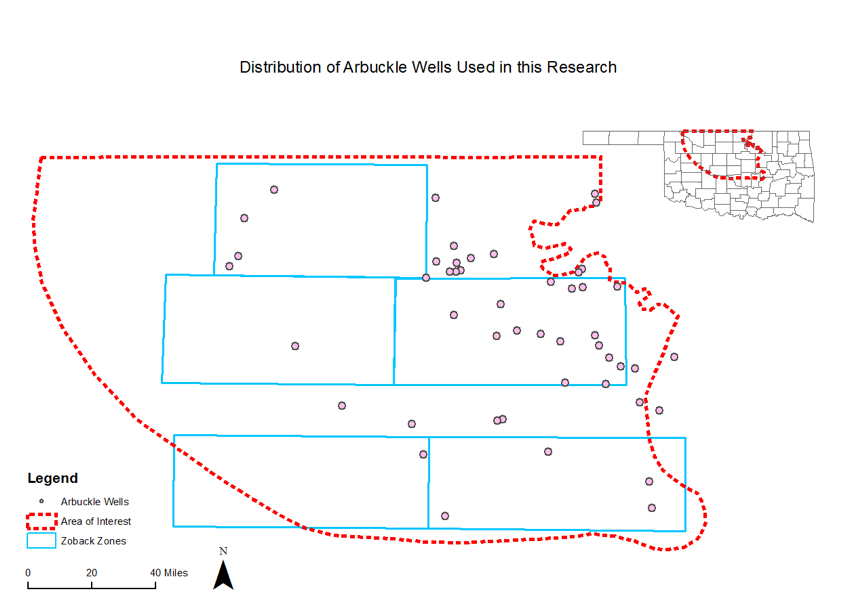 Distribution of Arbuckle Wells Used in this Research
Legend
Arbuckle Wells
Area of Interest
Zoback Zones
N
0 20 40 Miles